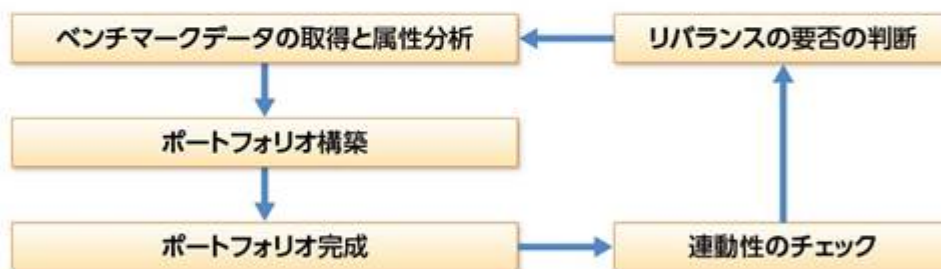 ベンチマークデータの取得と属性分析
リバランスの要否の判断
ポートフォリオ構築
ポートフォリオ完成
連動性のチェック